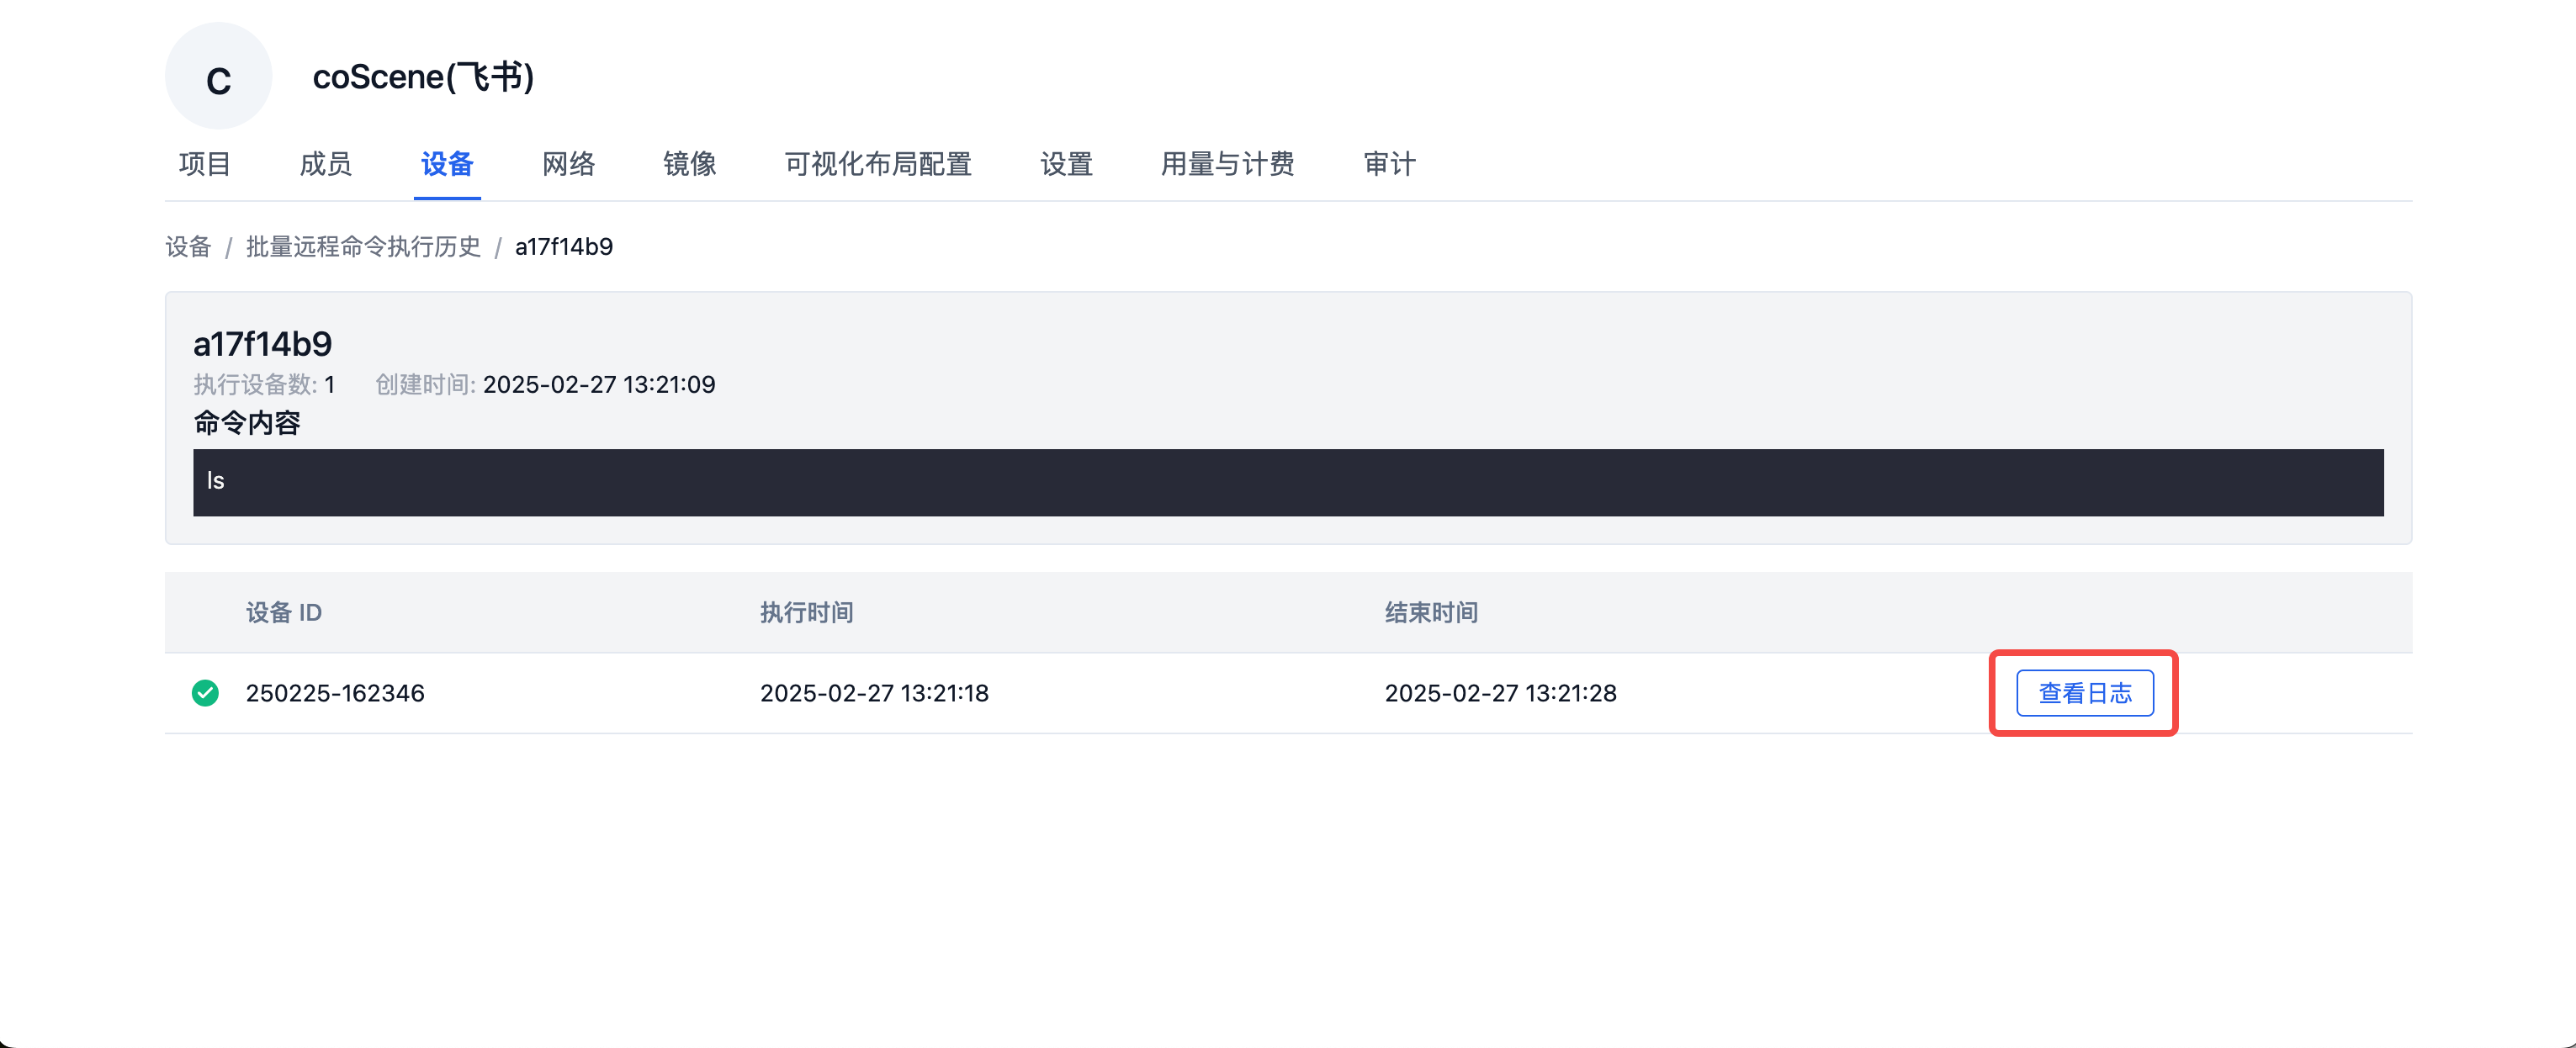 C
coScene(飞书)
项目 成员 设备 网络 镜像 可视化布局配置 设置 用量与计费 审计
设备 / 批量远程命令执行历史 / a17f14b9
a17f14b9
执行设备数: 1 创建时间: 2025-02-27 13:21:09
命令内容
ls
设备 ID 执行时间 结束时间
250225-162346 2025-02-27 13:21:18 2025-02-27 13:21:28 查看日志